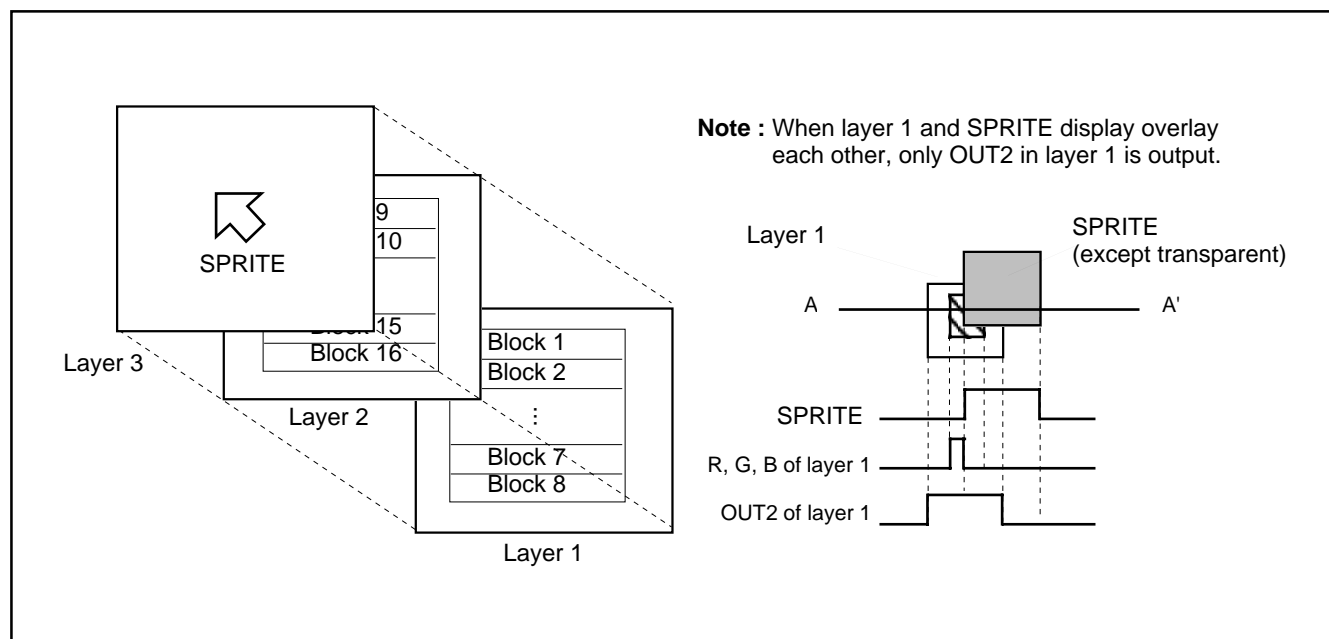 SPRITE
Layer 3
9
10
15
Block 16
Layer 2
Block 1
Block 2
⋮
Block 7
Block 8
Layer 1
Note : When layer 1 and SPRITE display overlay
each other, only OUT2 in layer 1 is output.
Layer 1
SPRITE
(except transparent)
A
A'
SPRITE
R, G, B of layer 1
OUT2 of layer 1